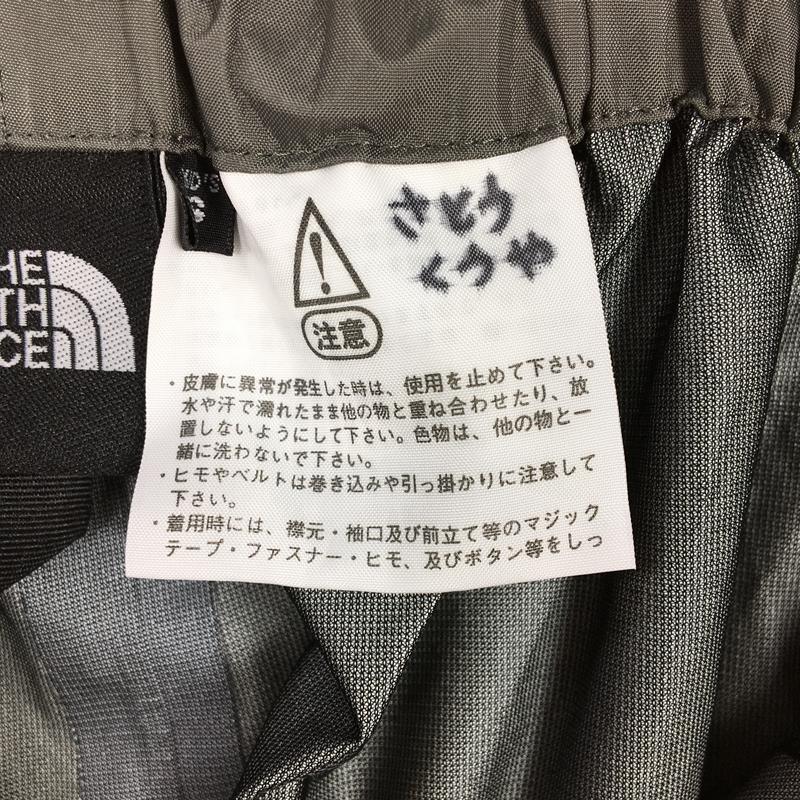 HE
TH
CE
さとう
注意
・皮膚に異常が発生した時は、使用を止めて下さい。
水や汗で濡れたまま他の物と重ね合わせたり、放
置しないようにして下さい。色物は、他の物と一
緒に洗わないで下さい。
・ヒモやベルトは巻き込みや引っ掛かりに注意して
下さい。
・着用時には、襟元・袖口及び前立て等のマジック
テープ・ファスナー・ヒモ、及びボタン等をしっ